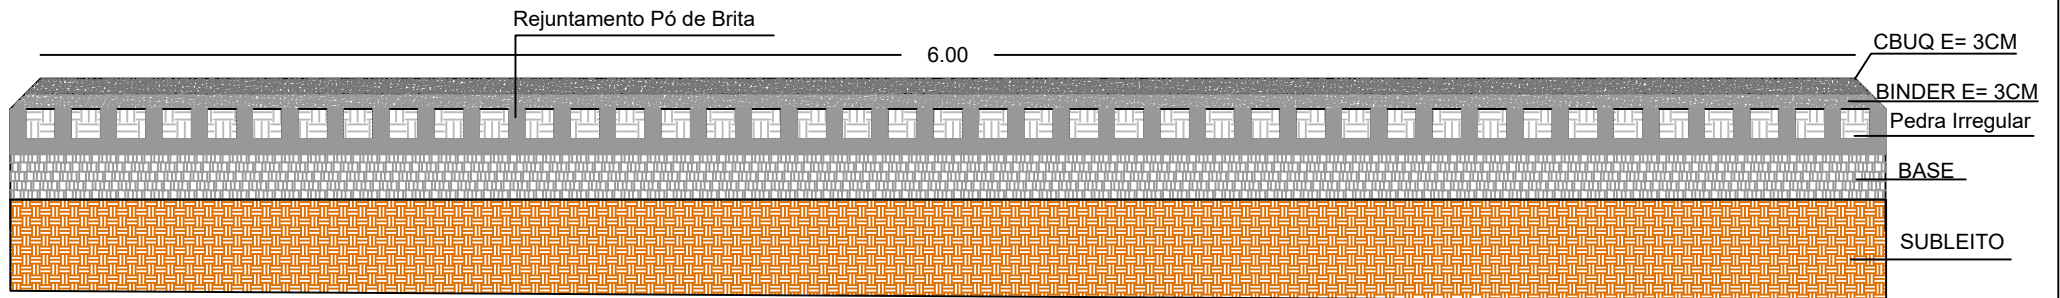 Rejuntamento Pó de Brita
6.00
CBUQ E= 3CM
BINDER E= 3CM
Pedra Irregular
BASE
SUBLEITO